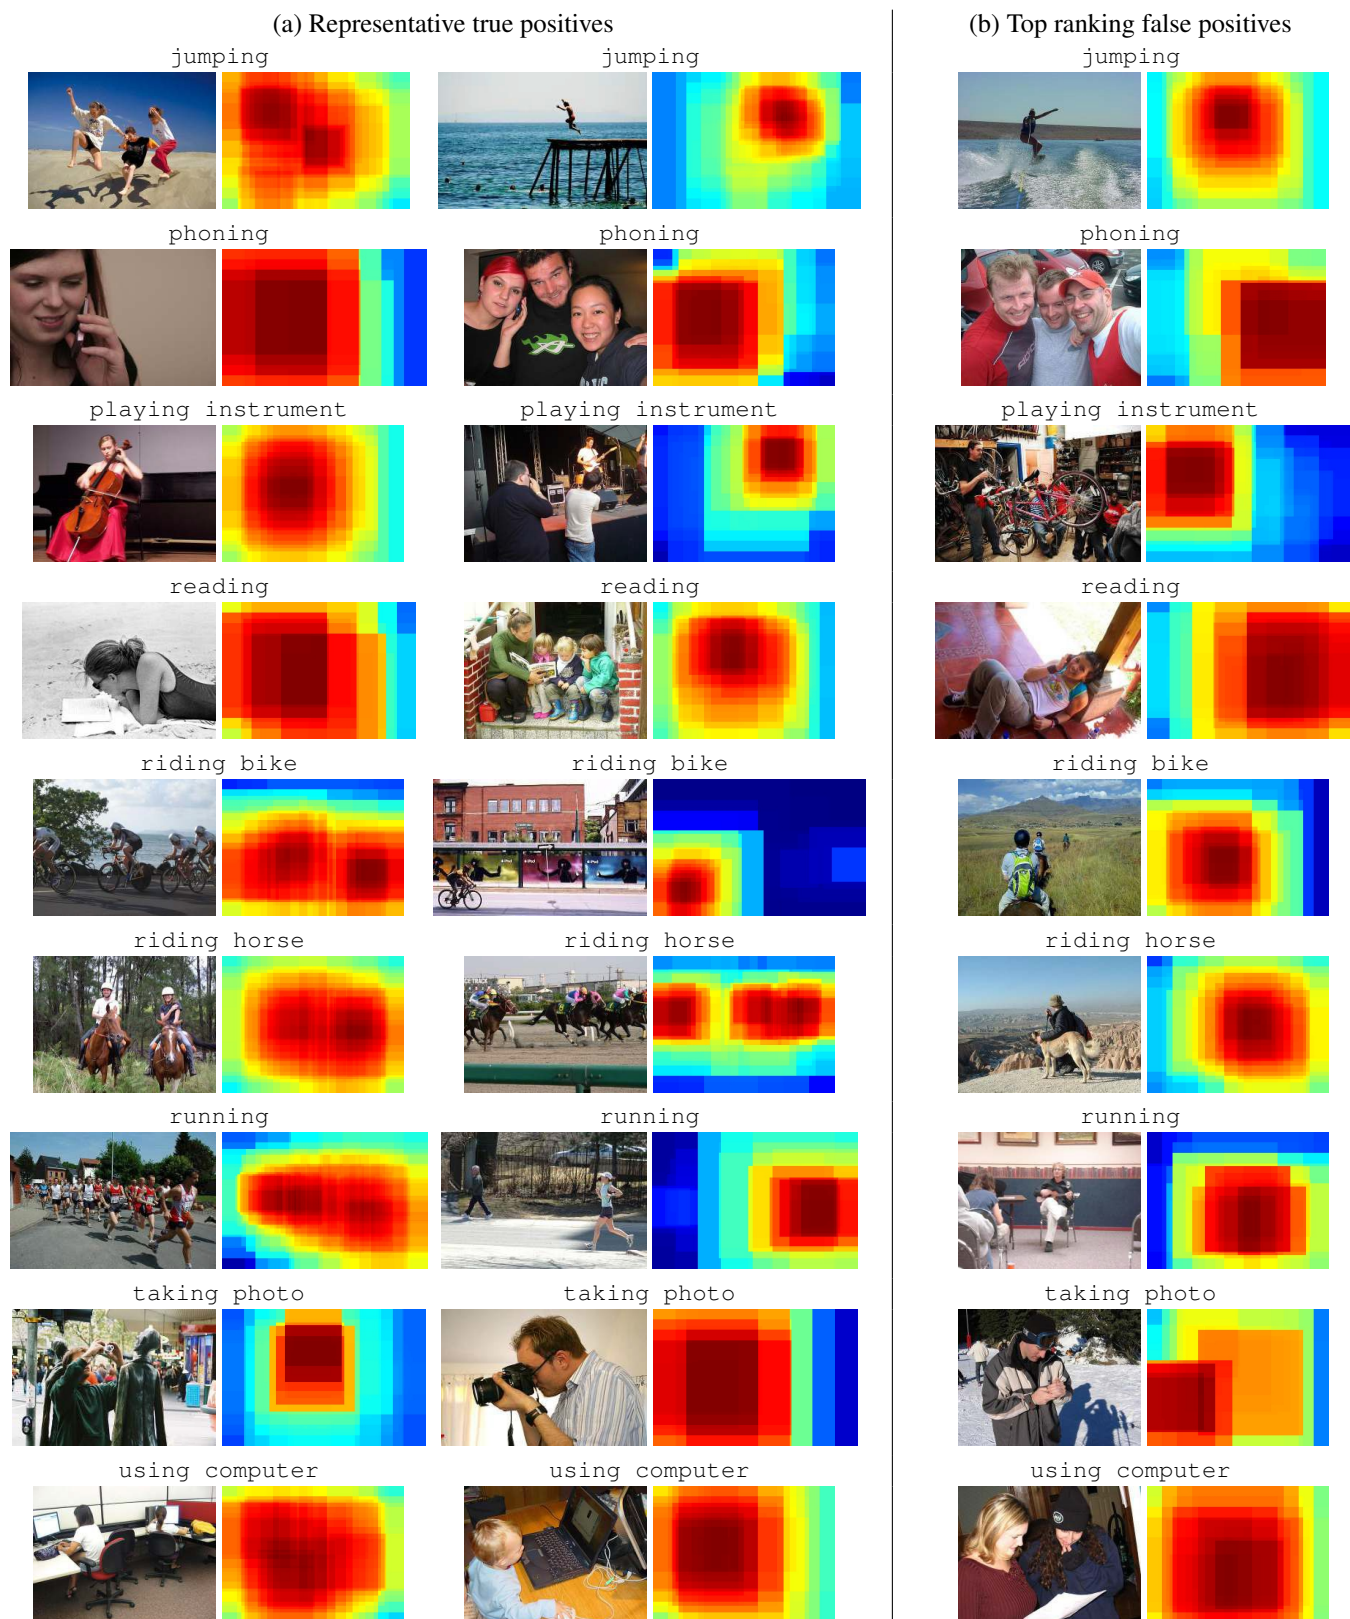 (a) Representative true positives (b) Top ranking false positives
jumping jumping jumping
phoning phoning phoning
playing instrument playing instrument playing instrument
reading reading reading
riding bike riding bike riding bike
riding horse riding horse riding horse
running running running
taking photo taking photo taking photo
using computer using computer using computer